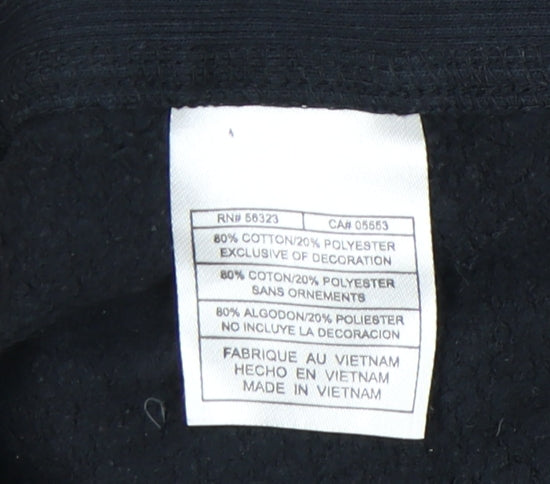 RN# 56323 CA# 05553
80% COTTON/20% POLYESTER
EXCLUSIVE OF DECORATION
80% COTON/20% POLYESTER
SANS ORNEMENTS
80% ALGODON/20% POLIESTER
NO INCLUYE LA DECORACION
FABRIQUE AU VIETNAM
HECHO EN VIETNAM
MADE IN VIETNAM